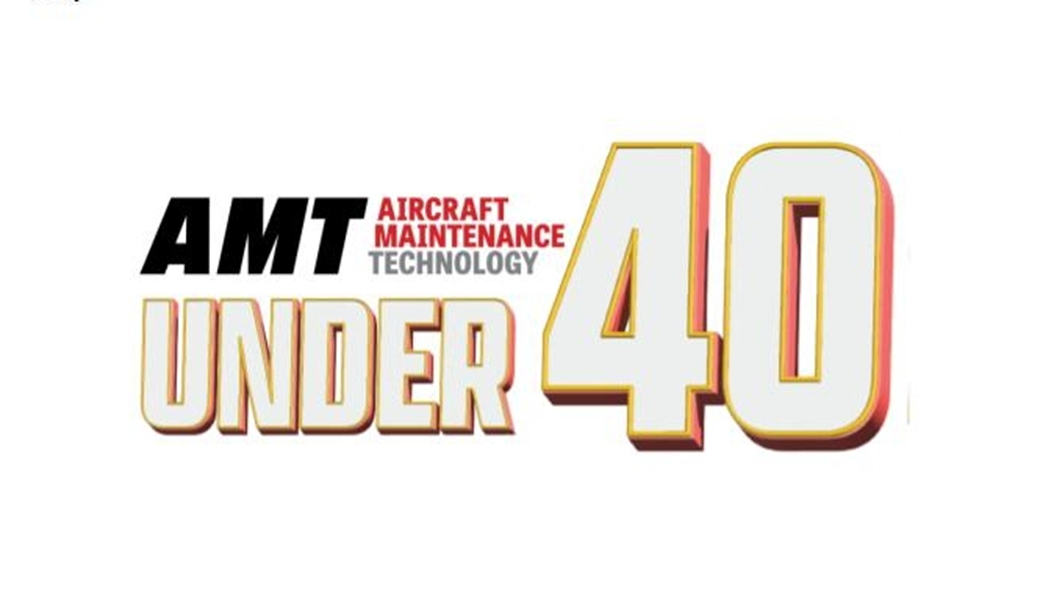 AMT AIRCRAFT
MAINTENANCE
TECHNOLOGY
UNDER 40